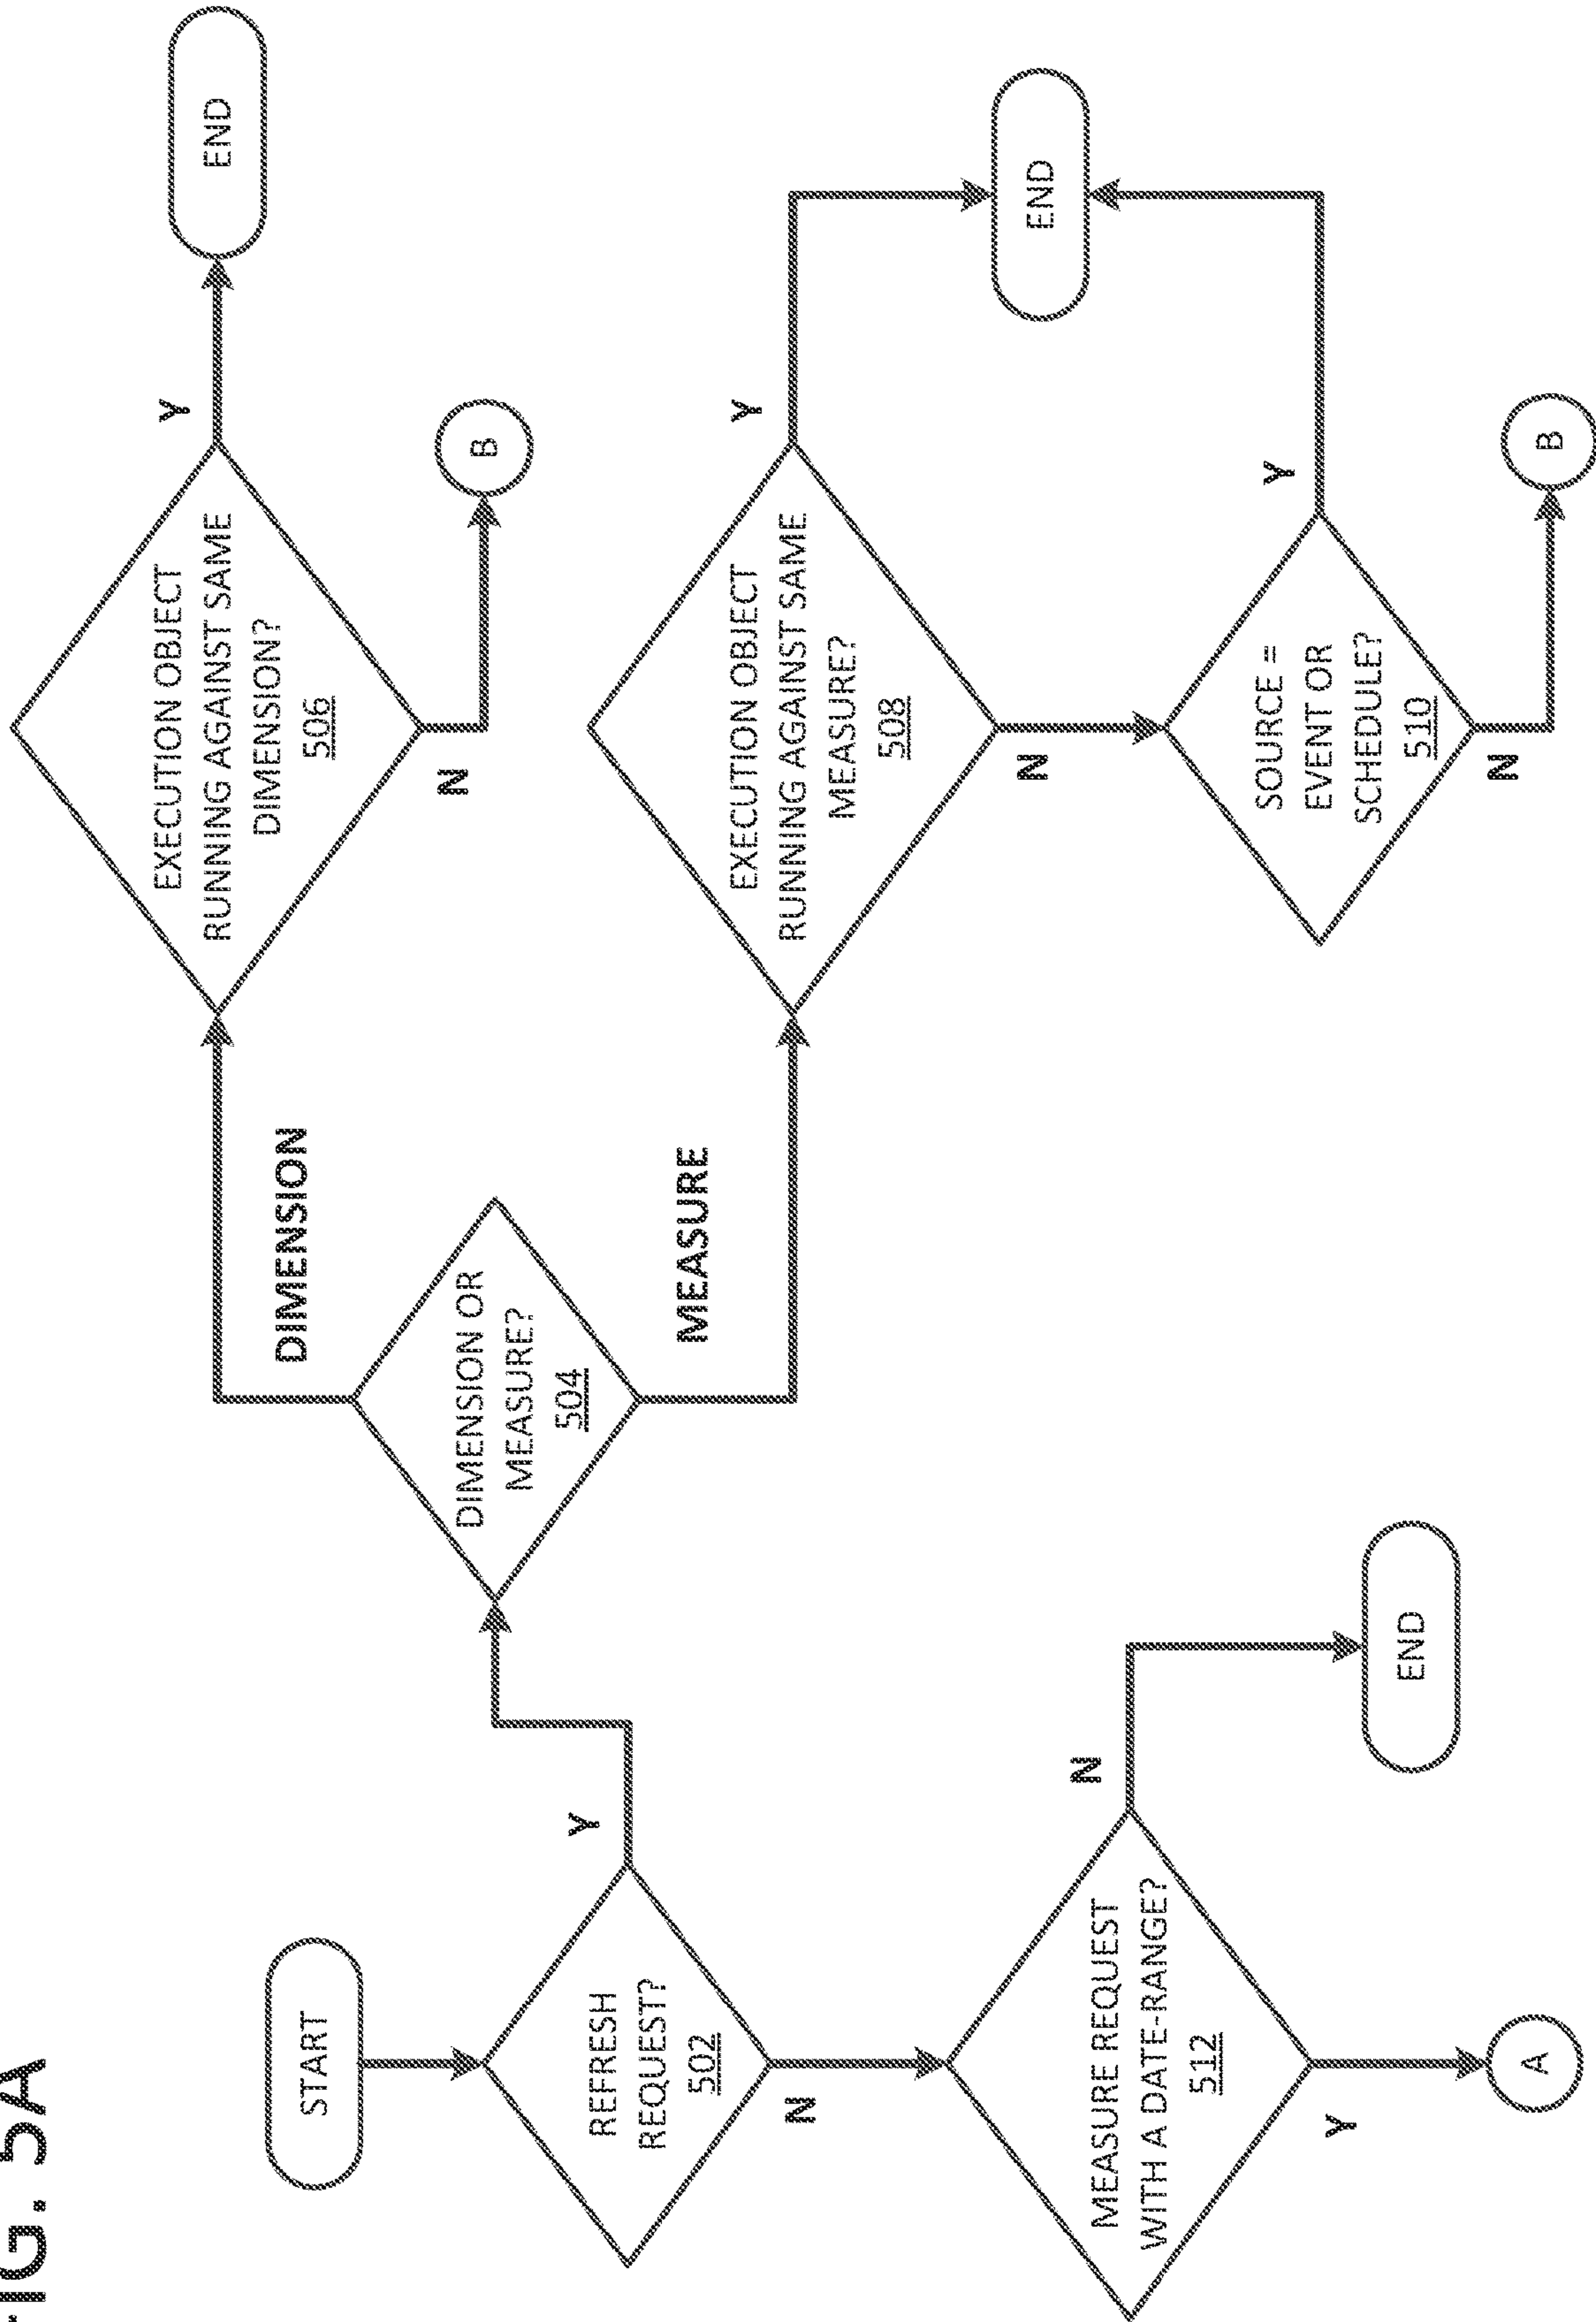 FIG. 5A
START
REFRESH
REQUEST?
502
Y
N
MEASURE REQUEST
WITH A DATE-RANGE?
512
N
END
Y
A
DIMENSION OR
MEASURE?
504
DIMENSION
MEASURE
EXECUTION OBJECT
RUNNING AGAINST SAME
DIMENSION?
506
Y
END
N
B
EXECUTION OBJECT
RUNNING AGAINST SAME
MEASURE?
508
Y
END
N
SOURCE =
EVENT OR
SCHEDULE?
510
Y
N
B